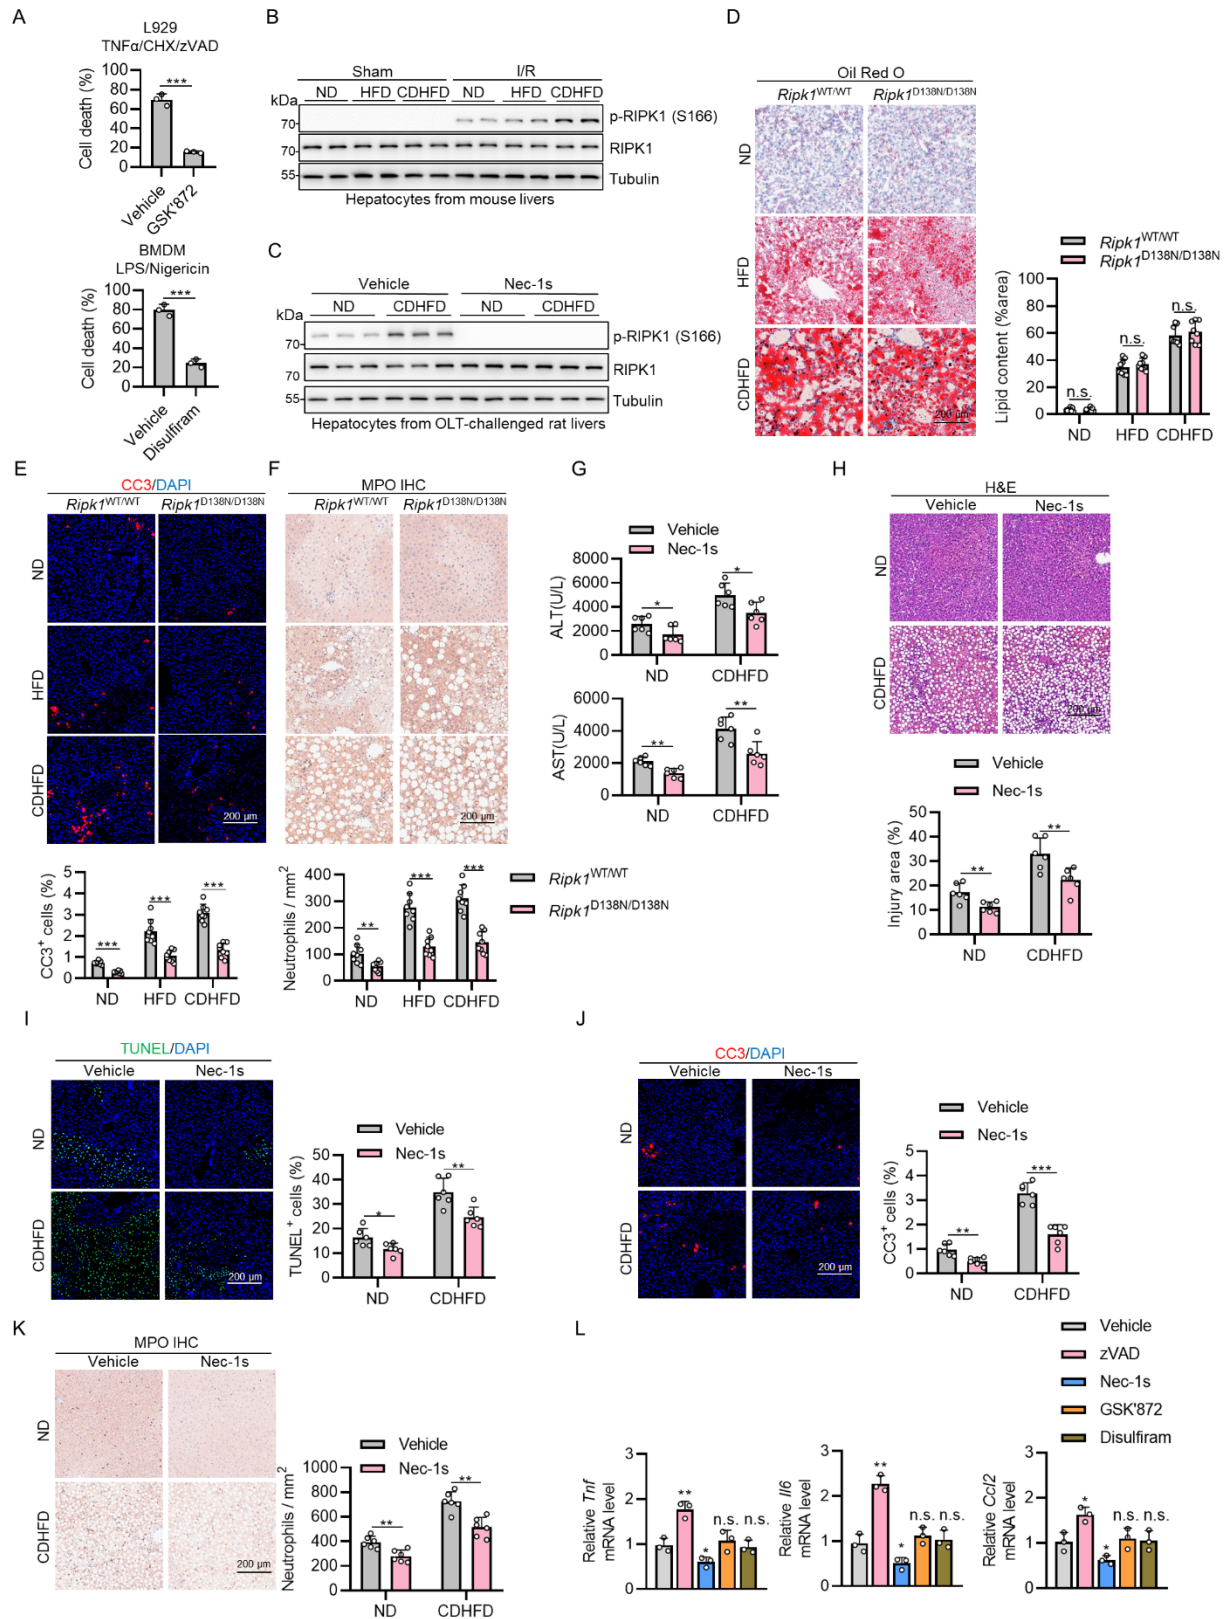 A
L929
TNFα/CHX/zVAD
Cell death (%)
100
80
60
40
20
0
***
Vehicle
GSK'872
BMDM
LPS/Nigericin
Cell death (%)
100
80
60
40
20
0
***
Vehicle
Disulfiram
B
Sham I/R
kDa ND HFD CDHFD ND HFD CDHFD
70 p-RIPK1 (S166)
70 RIPK1
55 Tubulin
Hepatocytes from mouse livers
C
Vehicle Nec-1s
kDa ND CDHFD ND CDHFD
70 p-RIPK1 (S166)
70 RIPK1
55 Tubulin
Hepatocytes from OLT-challenged rat livers
D
Oil Red O
Ripk1WT/WT Ripk1D138N/D138N
ND
HFD
CDHFD
200 μm
Ripk1WT/WT
Ripk1D138N/D138N
Lipid content (%area)
100
80
60
40
20
0
n.s. n.s. n.s.
ND HFD CDHFD
E
CC3/DAPI
Ripk1WT/WT Ripk1D138N/D138N
ND
HFD
CDHFD
200 μm
CC3+ cells (%)
5
4
3
2
1
0
*** *** ***
ND HFD CDHFD
F
MPO IHC
Ripk1WT/WT Ripk1D138N/D138N
ND
HFD
CDHFD
200 μm
Neutrophils / mm2
400
300
200
100
0
** *** ***
ND HFD CDHFD
Ripk1WT/WT
Ripk1D138N/D138N
G
Vehicle
Nec-1s
ALT(U/L)
8000
6000
4000
2000
0
* *
ND CDHFD
AST(U/L)
6000
4000
2000
0
** **
ND CDHFD
H
H&E
Vehicle Nec-1s
ND
CDHFD
200 μm
Vehicle
Nec-1s
Injury area (%)
50
40
30
20
10
0
** **
ND CDHFD
I
TUNEL/DAPI
Vehicle Nec-1s
ND
CDHFD
200 μm
Vehicle
Nec-1s
TUNEL+ cells (%)
50
40
30
20
10
0
* **
ND CDHFD
J
CC3/DAPI
Vehicle Nec-1s
ND
CDHFD
200 μm
Vehicle
Nec-1s
CC3+ cells (%)
5
4
3
2
1
0
** ***
ND CDHFD
K
MPO IHC
Vehicle Nec-1s
ND
CDHFD
200 μm
Vehicle
Nec-1s
Neutrophils / mm2
1000
800
600
400
200
0
** **
ND CDHFD
L
Vehicle
zVAD
Nec-1s
GSK'872
Disulfiram
Relative Tnf
mRNA level
3
2
1
0
** * n.s. n.s.
Relative Il6
mRNA level
3
2
1
0
** * n.s. n.s.
Relative Ccl2
mRNA level
3
2
1
0
* * n.s. n.s.